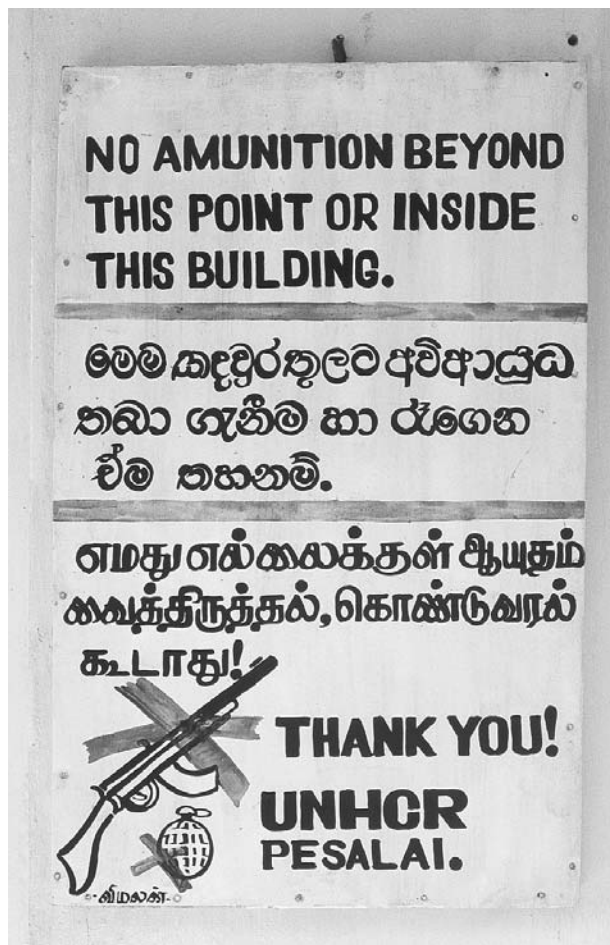 NO AMUNITION BEYOND
THIS POINT OR INSIDE
THIS BUILDING.
මෙම කඳවුරතුලට අවිආයුධ
තබා ගැනීම හා රැගෙන
ඒම තහනම්.
எமது எல்லைக்குள் ஆயுதம்
வைத்திருத்தல், கொண்டுவரல்
கூடாது!
THANK YOU!
UNHCR
PESALAI.
-விமலன்-